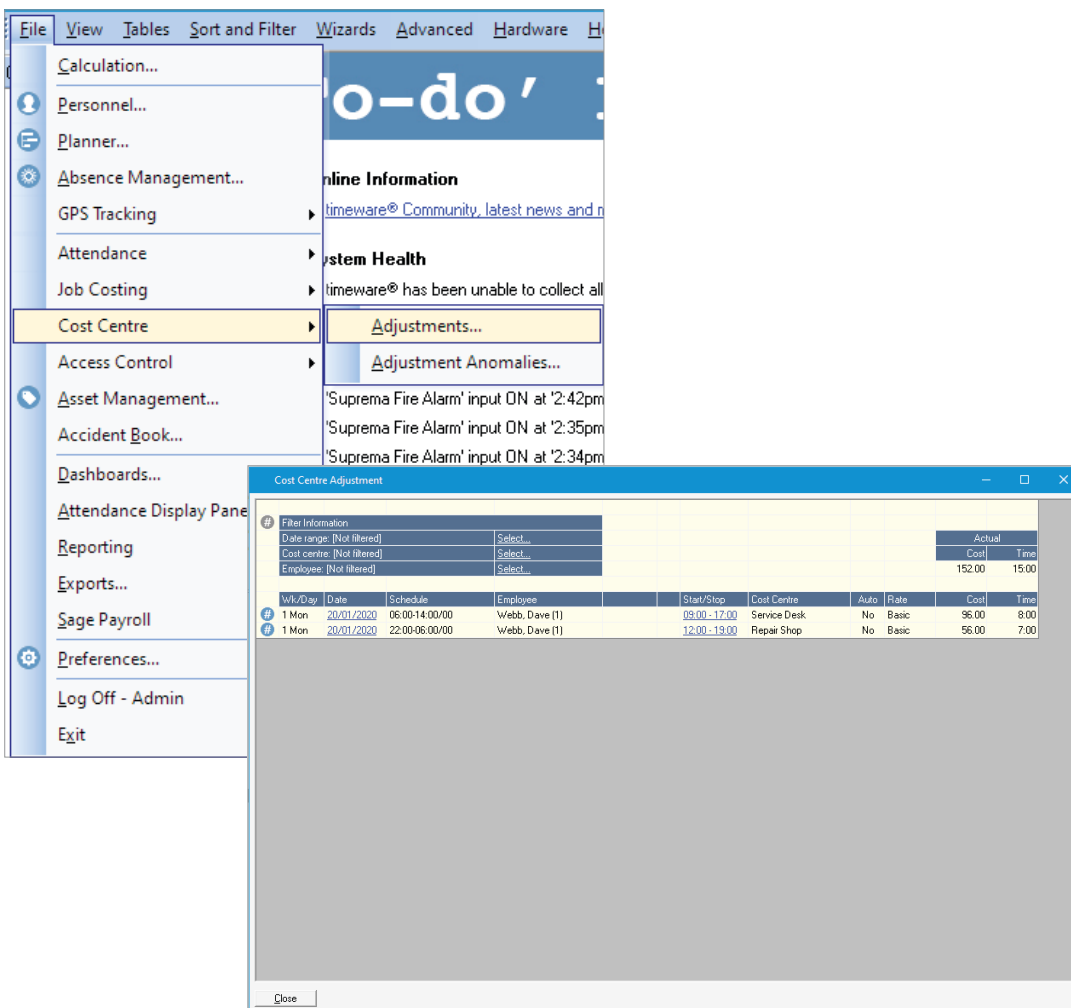 File View Tables Sort and Filter Wizards Advanced Hardware
Calculation...
Personnel...
Planner...
Absence Management...
GPS Tracking
Attendance
Job Costing
Cost Centre
Access Control
Asset Management...
Accident Book...
Dashboards...
Attendance Display Pane
Reporting
Exports...
Sage Payroll
Preferences...
Log Off - Admin
Exit
o-do'
nline Information
timeware® Community, latest news and
ystem Health
timeware® has been unable to collect all
Adjustments...
Adjustment Anomalies...
'Suprema Fire Alarm' input ON at '2:42pm
'Suprema Fire Alarm' input ON at '2:35pm
'Suprema Fire Alarm' input ON at '2:34pm
Cost Centre Adjustment
Filter Information
Date range: [Not filtered] Select... Actual
Cost centre: [Not filtered] Select... Cost Time
Employee: [Not filtered] Select... 152.00 15:00
Wk/Day Date Schedule Employee Start/Stop Cost Centre Auto Rate Cost Time
# 1 Mon 20/01/2020 06:00-14:00/00 Webb, Dave (1) 09:00 - 17:00 Service Desk No Basic 96.00 8:00
# 1 Mon 20/01/2020 22:00-06:00/00 Webb, Dave (1) 12:00 - 19:00 Repair Shop No Basic 56.00 7:00
Close